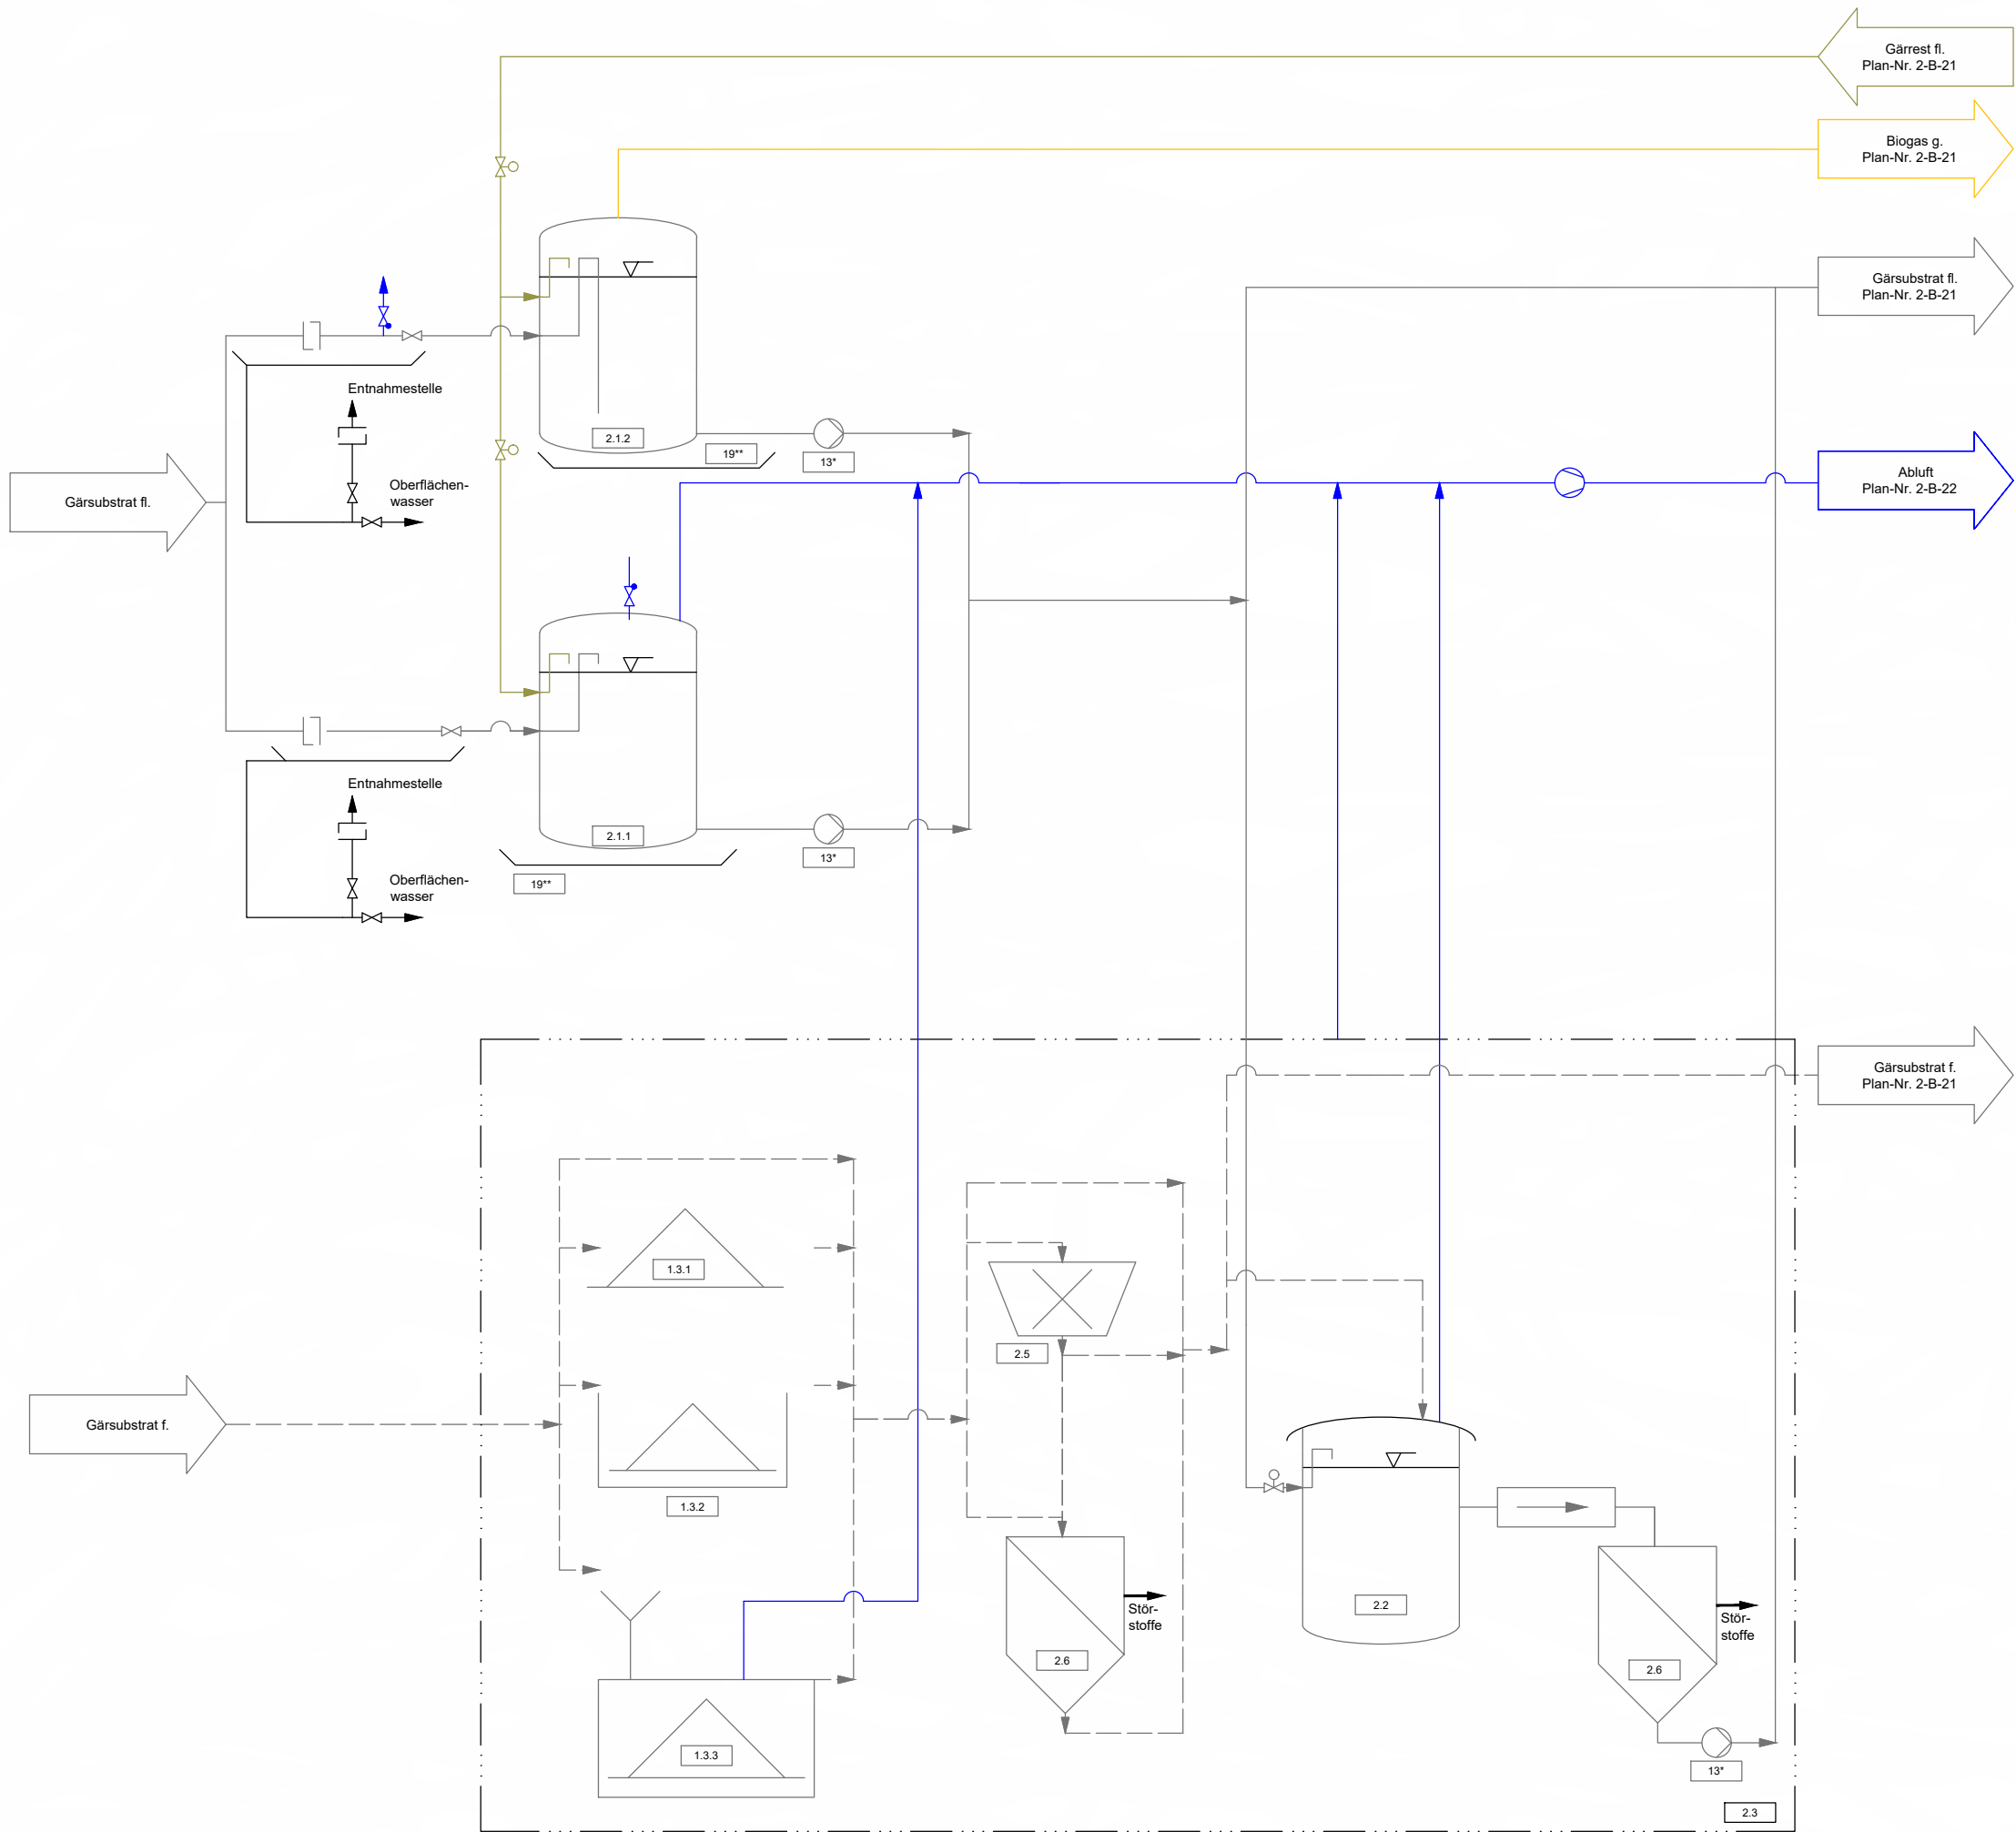 Gärrest fl.
Plan-Nr. 2-B-21
Biogas g.
Plan-Nr. 2-B-21
Gärsubstrat fl.
Plan-Nr. 2-B-21
Entnahmestelle
2.1.2
19**
13*
Gärsubstrat fl.
Oberflächen-
wasser
Abluft
Plan-Nr. 2-B-22
Entnahmestelle
2.1.1
13*
19**
Oberflächen-
wasser
Gärsubstrat f.
Plan-Nr. 2-B-21
1.3.1
2.5
Gärsubstrat f.
1.3.2
2.2
Stör-
stoffe
Stör-
stoffe
2.6
2.6
1.3.3
13*
2.3